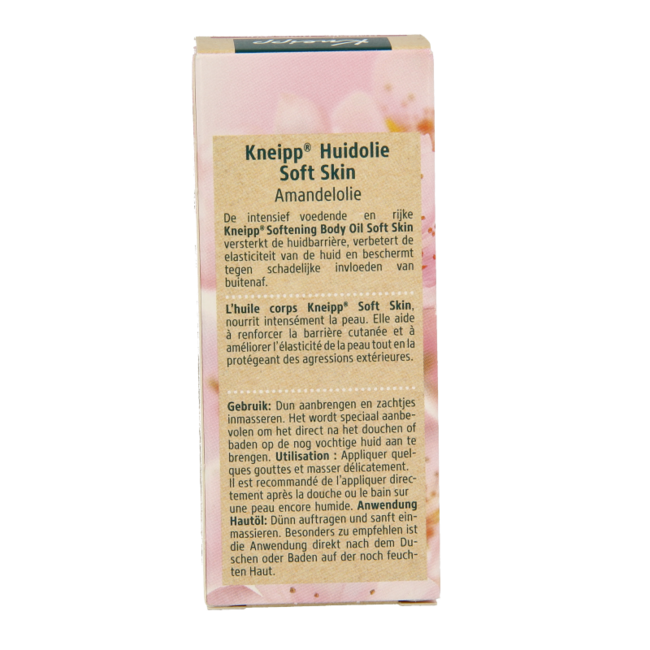 Kneipp
Kneipp® Huidolie
Soft Skin
Amandelolie
De intensief voedende en rijke
Kneipp® Softening Body Oil Soft Skin
versterkt de huidbarrière, verbetert de
elasticiteit van de huid en beschermt
tegen schadelijke invloeden van
buitenaf.
L'huile corps Kneipp® Soft Skin,
nourrit intensément la peau. Elle aide
à renforcer la barrière cutanée et à
améliorer l'élasticité de la peau tout en la
protégeant des agressions extérieures.
Gebruik: Dun aanbrengen en zachtjes
inmasseren. Het wordt speciaal aanbe-
volen om het direct na het douchen of
baden op de nog vochtige huid aan te
brengen. Utilisation : Appliquer quel-
ques gouttes et masser délicatement.
Il est recommandé de l'appliquer direc-
tement après la douche ou le bain sur
une peau encore humide. Anwendung
Hautöl: Dünn auftragen und sanft ein-
massieren. Besonders zu empfehlen ist
die Anwendung direkt nach dem Du-
schen oder Baden auf der noch feuch-
ten Haut.